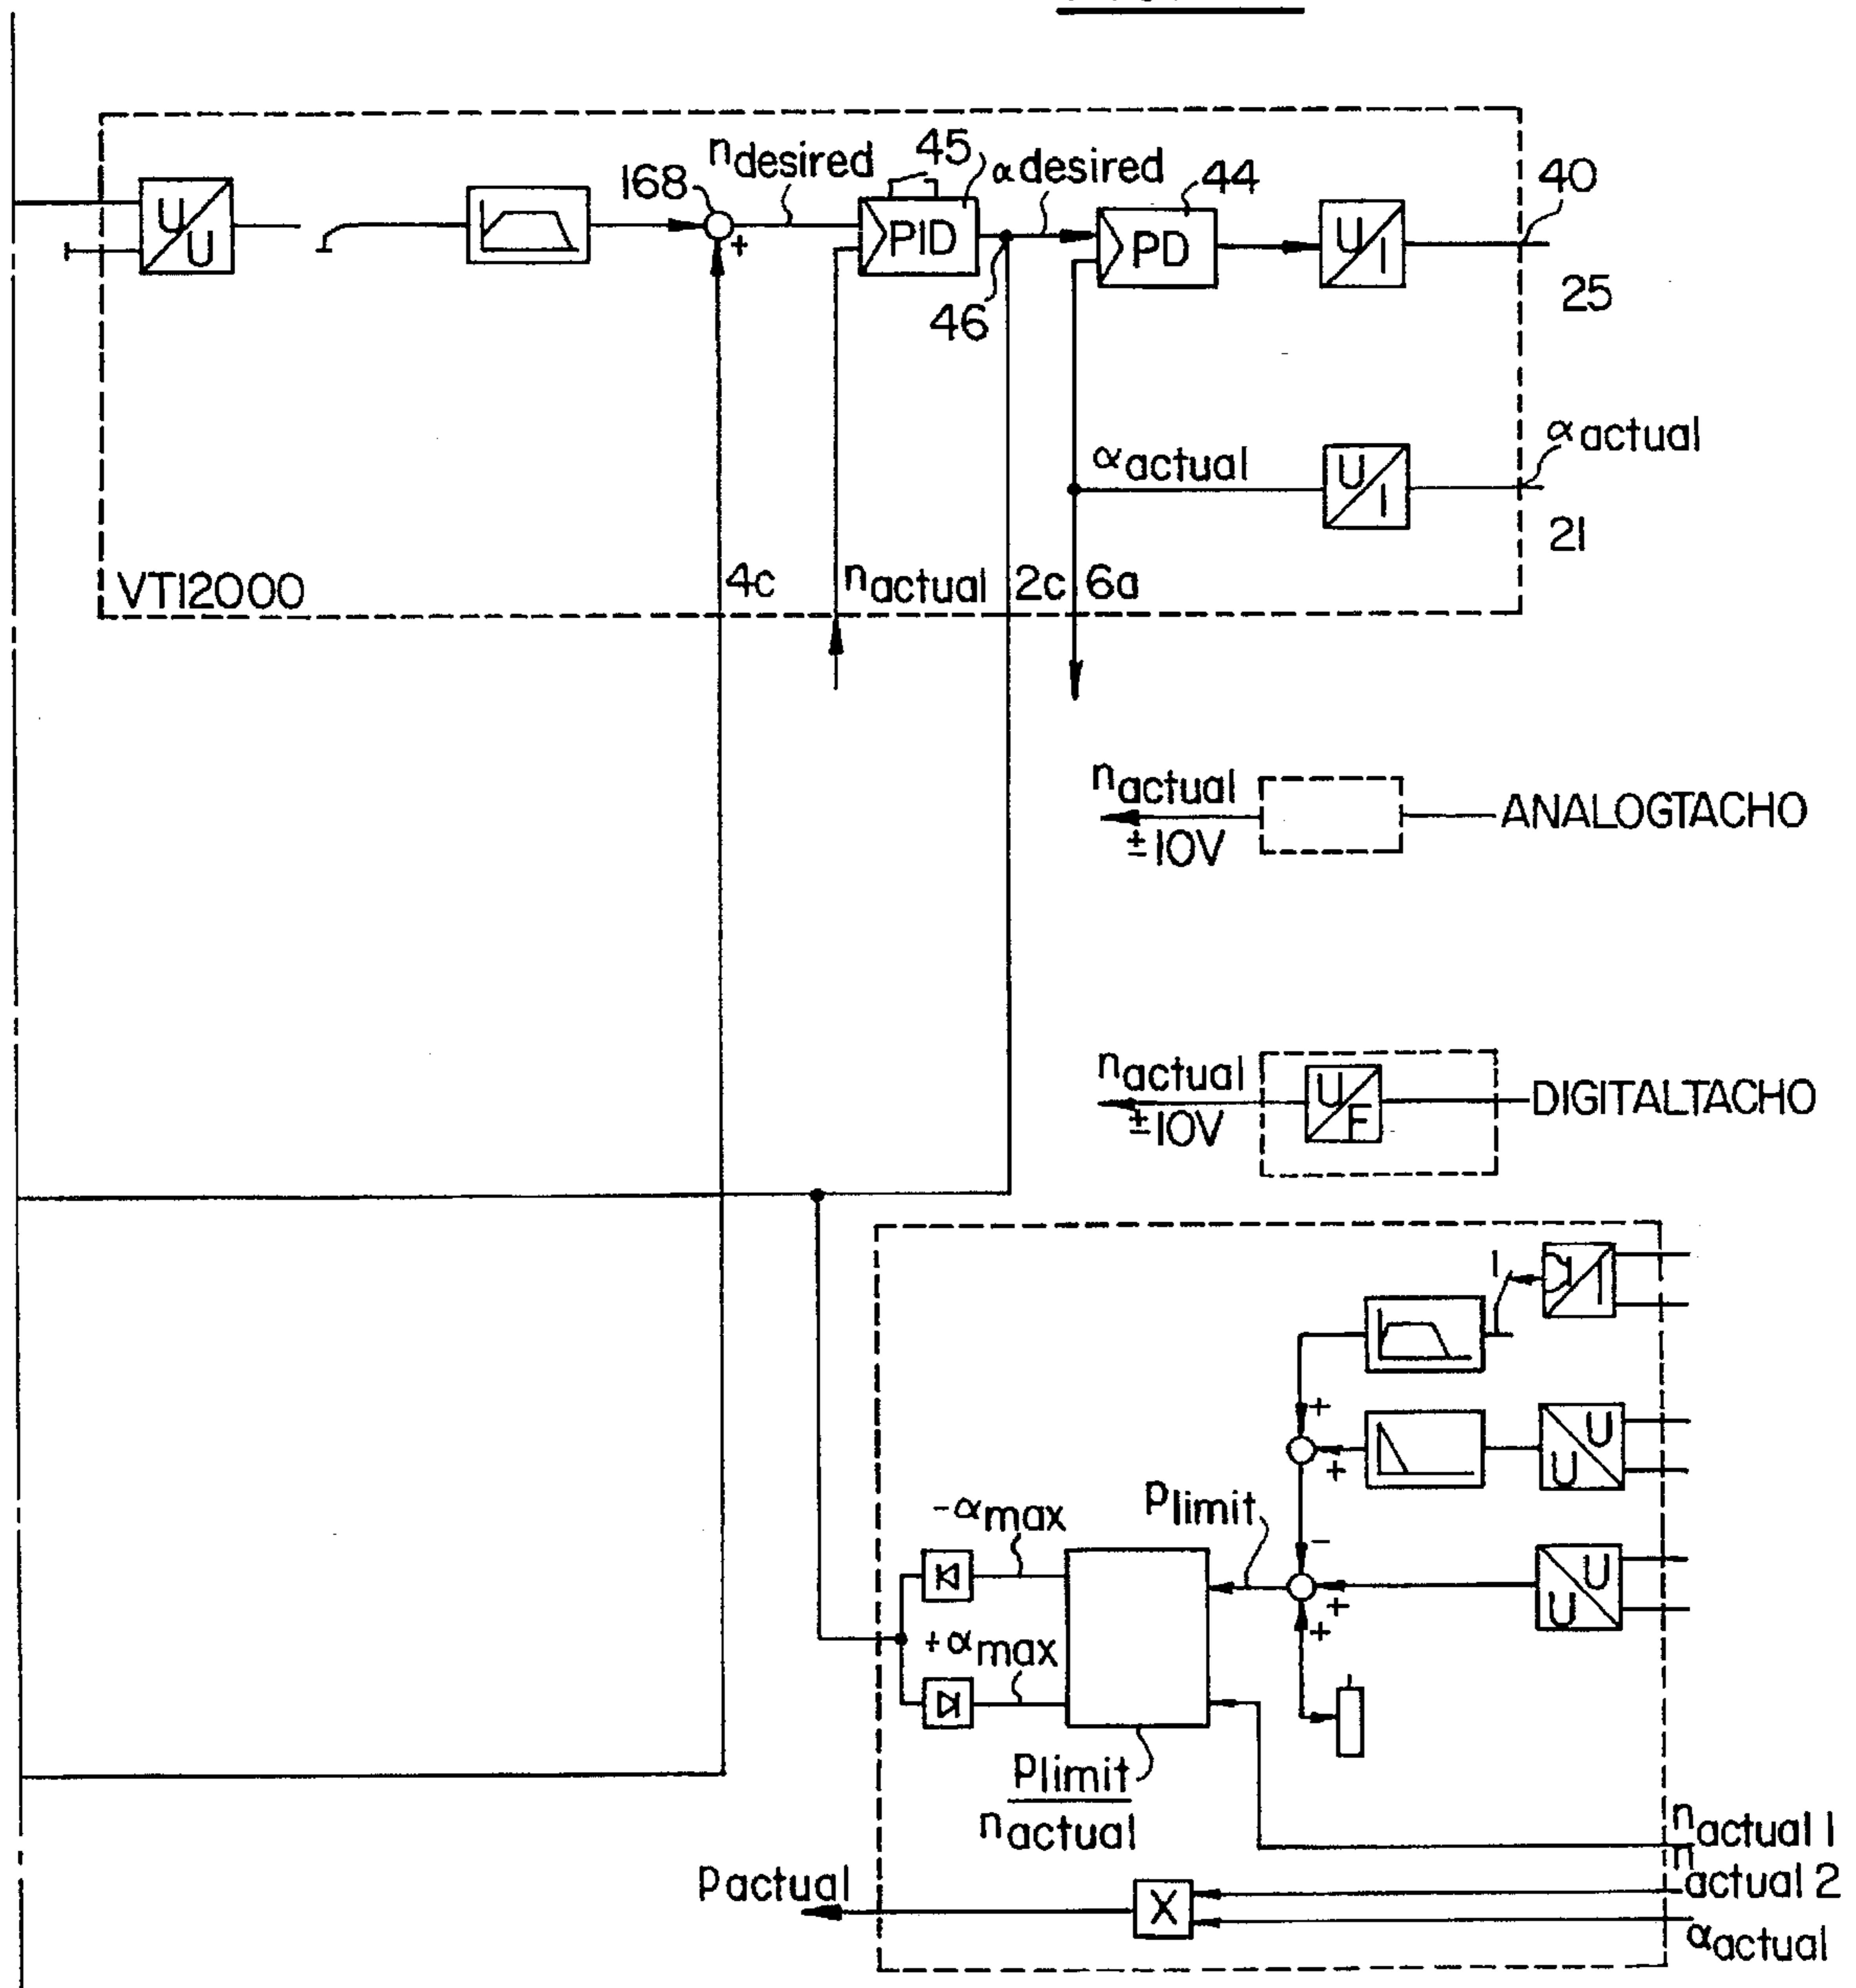 n desired
45
α desired
44
40
168
U
U
+
PID
PD
U
I
46
25
α actual
α actual
U
I
21
VT12000
4c
n actual
2c
6a
n actual
±10V
ANALOGTACHO
n actual
±10V
U
F
DIGITALTACHO
I
+
+
U
U
p limit
-α max
-
U
U
+
+
+α max
p limit
n actual
n actual 1
n actual 2
p actual
X
α actual